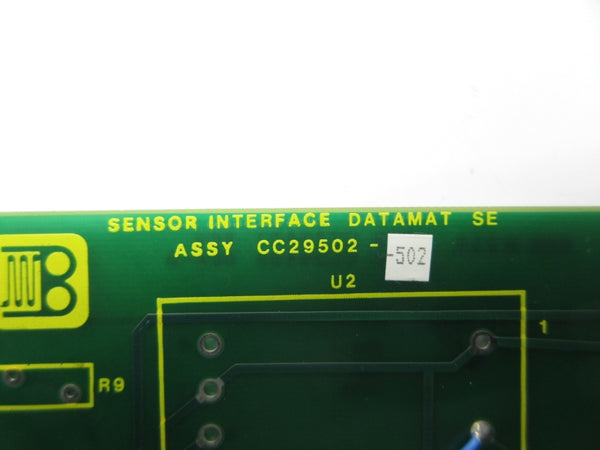 SENSOR INTERFACE DATAMAT SE
ASSY CC29502 - -502
U2
1
R9